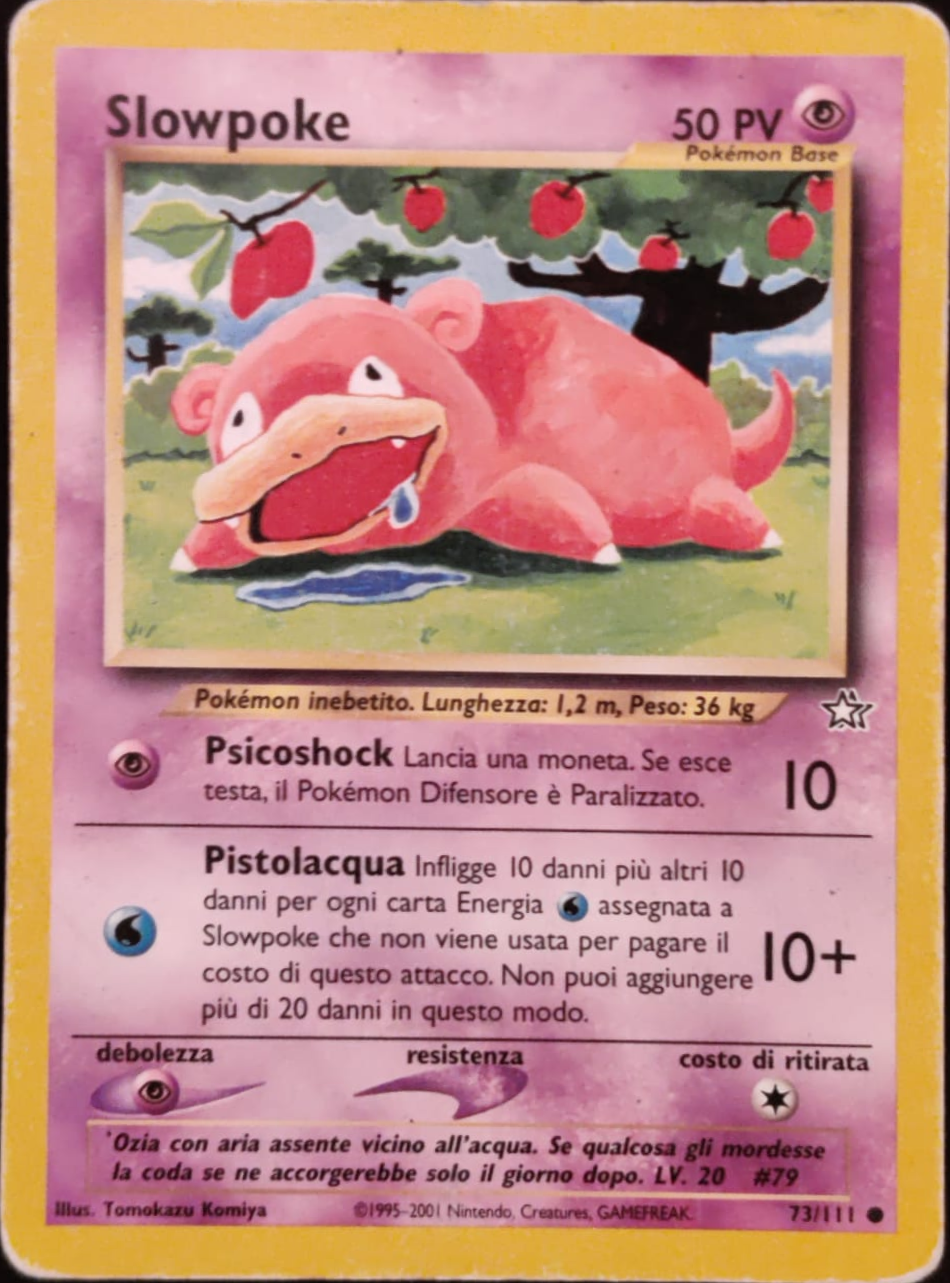 Slowpoke
50 PV
Pokémon Base
Pokémon inebetito. Lunghezza: 1,2 m, Peso: 36 kg
Psicoshock Lancia una moneta. Se esce
testa, il Pokémon Difensore è Paralizzato.
10
Pistolacqua Infligge 10 danni più altri 10
danni per ogni carta Energia assegnata a
Slowpoke che non viene usata per pagare il
costo di questo attacco. Non puoi aggiungere
più di 20 danni in questo modo.
10+
debolezza
resistenza
costo di ritirata
Ozia con aria assente vicino all'acqua. Se qualcosa gli mordesse
la coda se ne accorgerebbe solo il giorno dopo. LV. 20 #79
Illus. Tomokazu Komiya
©1995-2001 Nintendo, Creatures, GAMEFREAK.
73/111